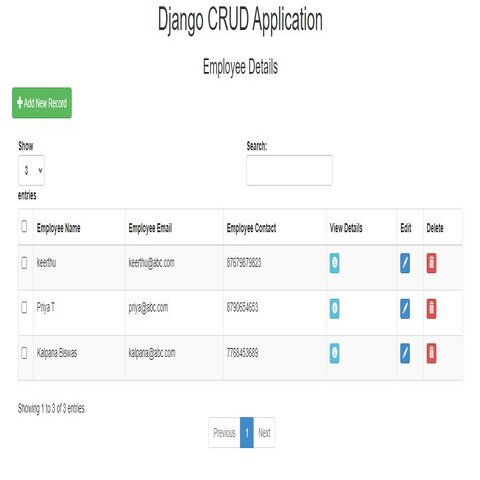 Django CRUD Application
Employee Details
Add New Record
Show
Search:
3
entries
Employee Name Employee Email Employee Contact View Details Edit Delete
keerthu keerthu@abc.com 87679879823
Priya T priya@abc.com 8790654683
Kalpana Biswas kalpana@abc.com 7768453689
Showing 1 to 3 of 3 entries
Previous 1 Next